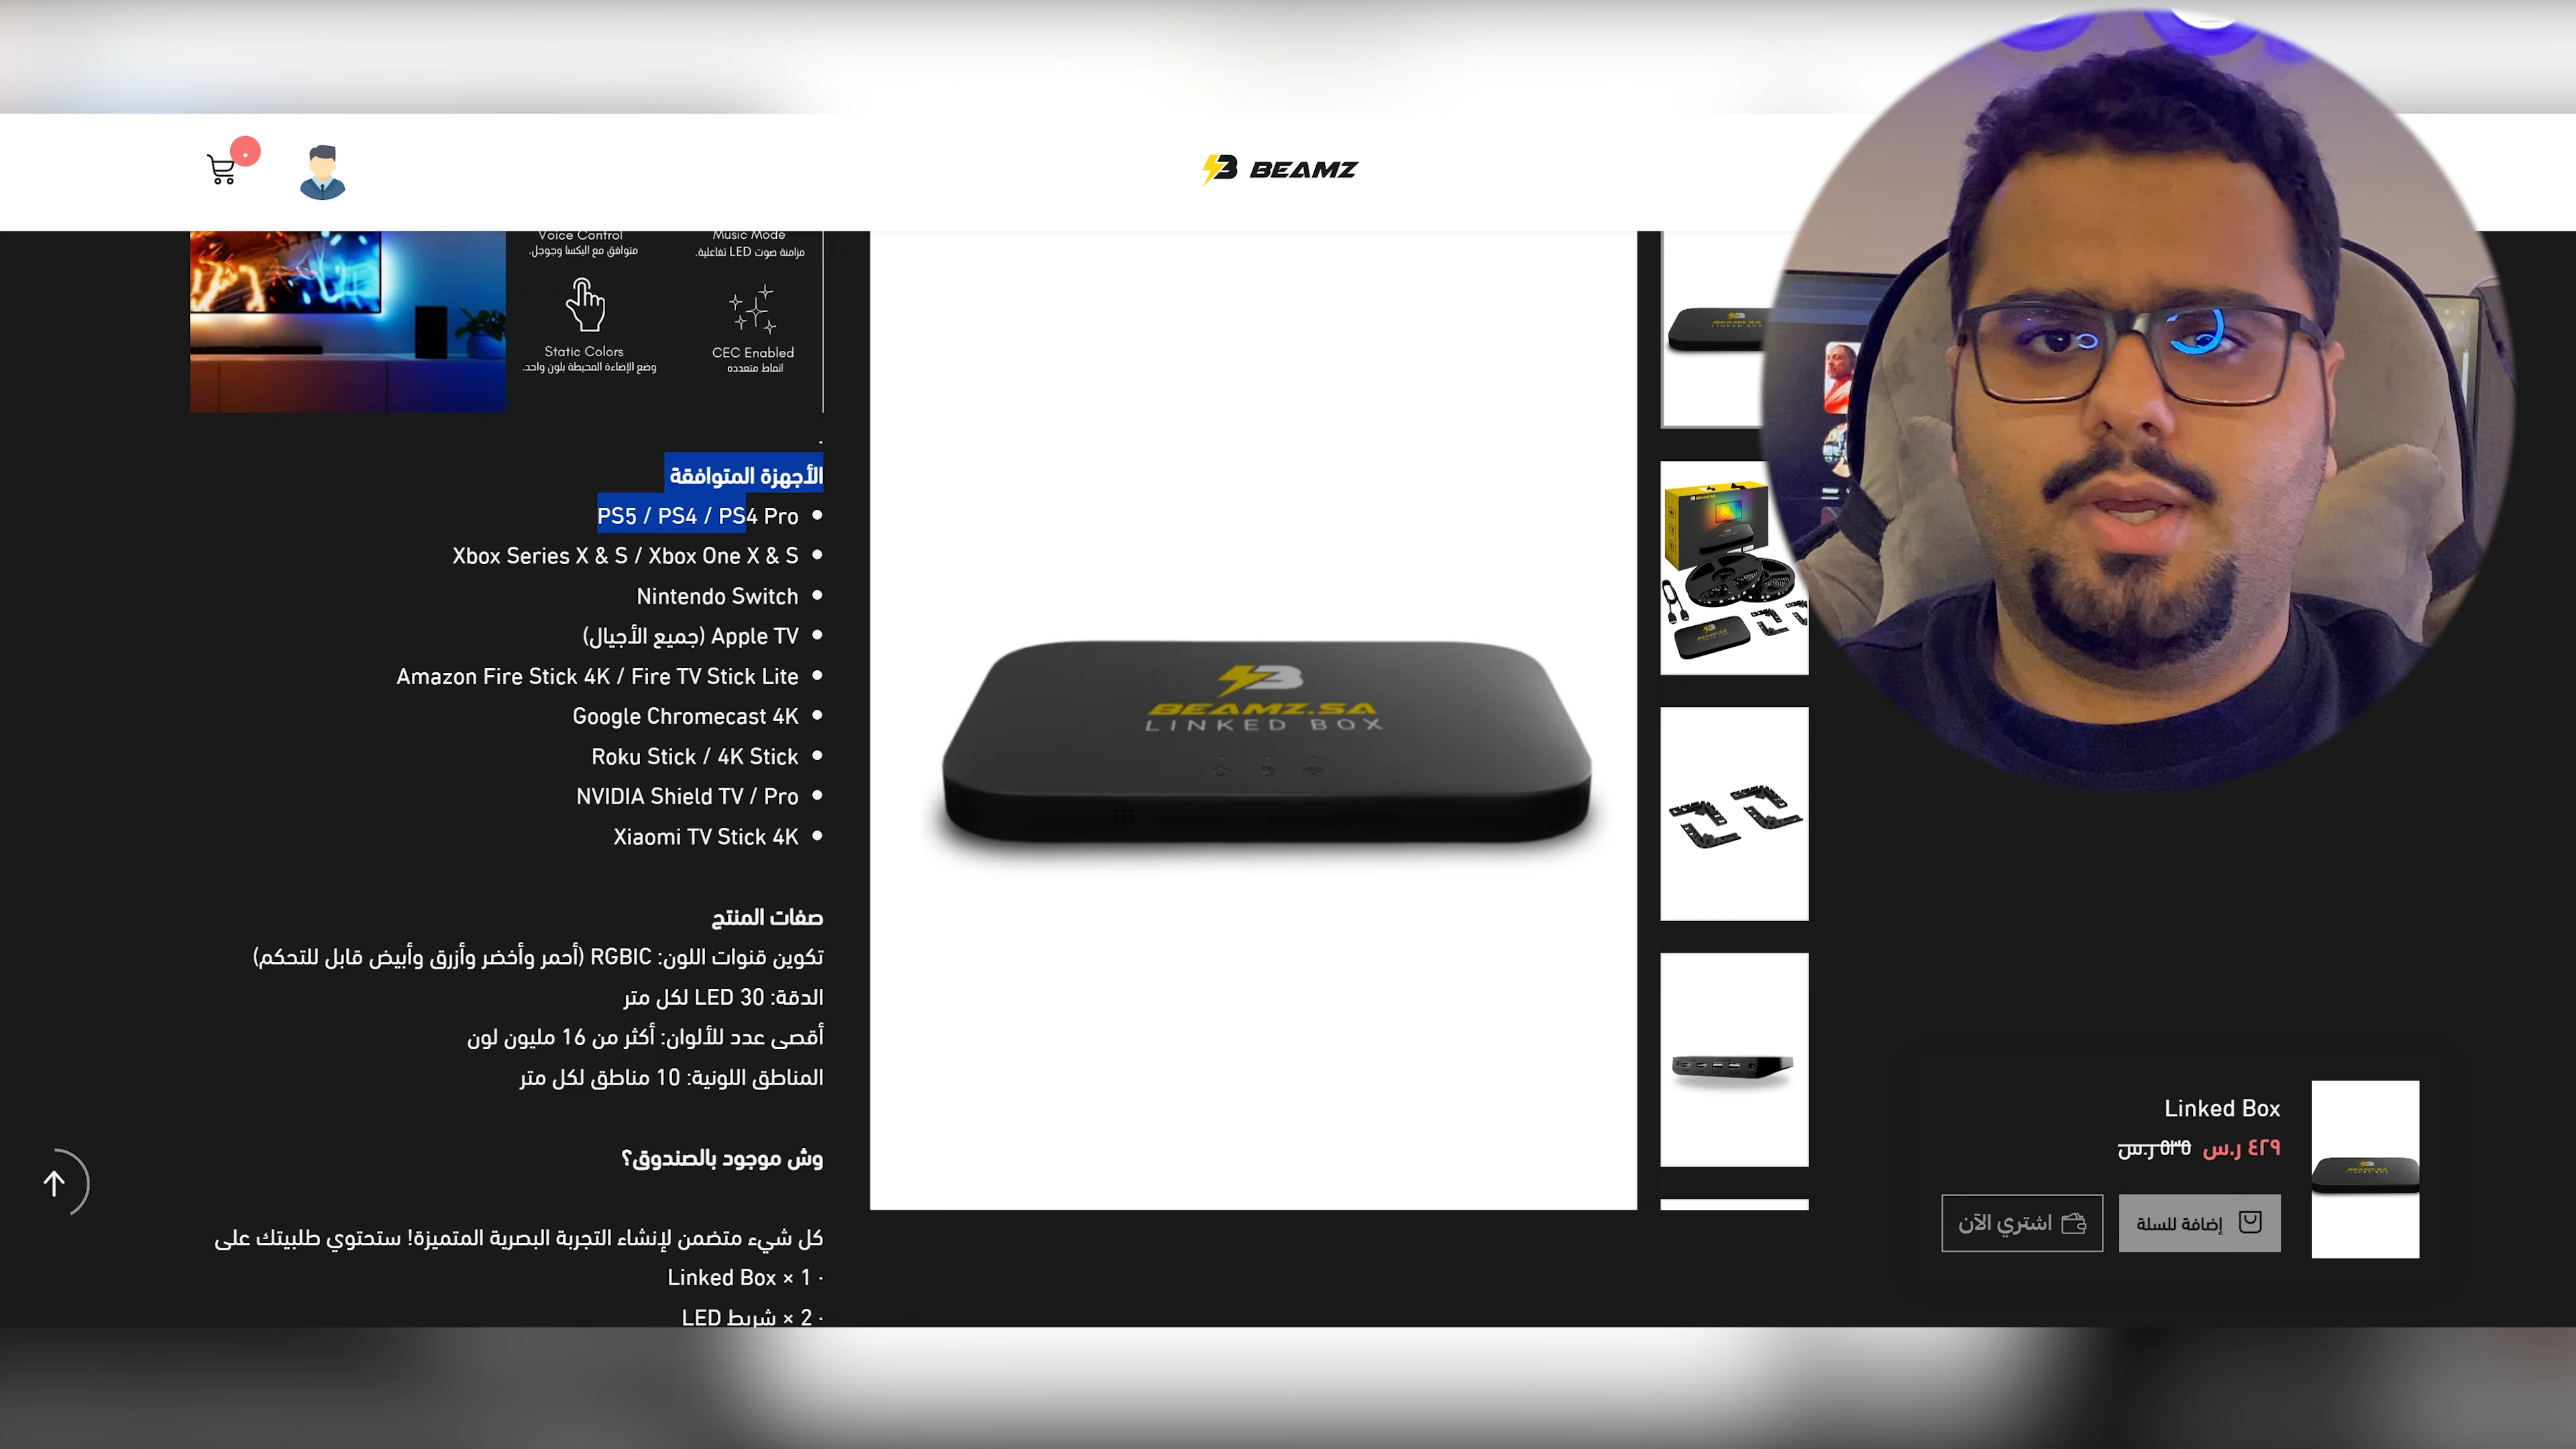 BEAMZ
Voice Control
متوافق مع اليكسا وجوجل.
Music Mode
مزامنة صوت LED تفاعلية.
Static Colors
وضع الإضاءة المحيطة بلون واحد.
CEC Enabled
انماط متعدده
الأجهزة المتوافقة
PS5 / PS4 / PS4 Pro
Xbox Series X & S / Xbox One X & S
Nintendo Switch
Apple TV (جميع الأجيال)
Amazon Fire Stick 4K / Fire TV Stick Lite
Google Chromecast 4K
Roku Stick / 4K Stick
NVIDIA Shield TV / Pro
Xiaomi TV Stick 4K
صفات المنتج
تكوين قنوات اللون: RGBIC (أحمر وأخضر وأزرق وأبيض قابل للتحكم)
الدقة: 30 LED لكل متر
أقصى عدد للألوان: أكثر من 16 مليون لون
المناطق اللونية: 10 مناطق لكل متر
وش موجود بالصندوق؟
كل شيء متضمن لإنشاء التجربة البصرية المتميزة! ستحتوي طلبيتك على
· 1 × Linked Box
· 2 × شريط LED
BEAMZ.SA
LINKED BOX
Linked Box
٤٢٩ ر.س ٥٣٥ ر.س
إضافة للسلة
اشتري الآن